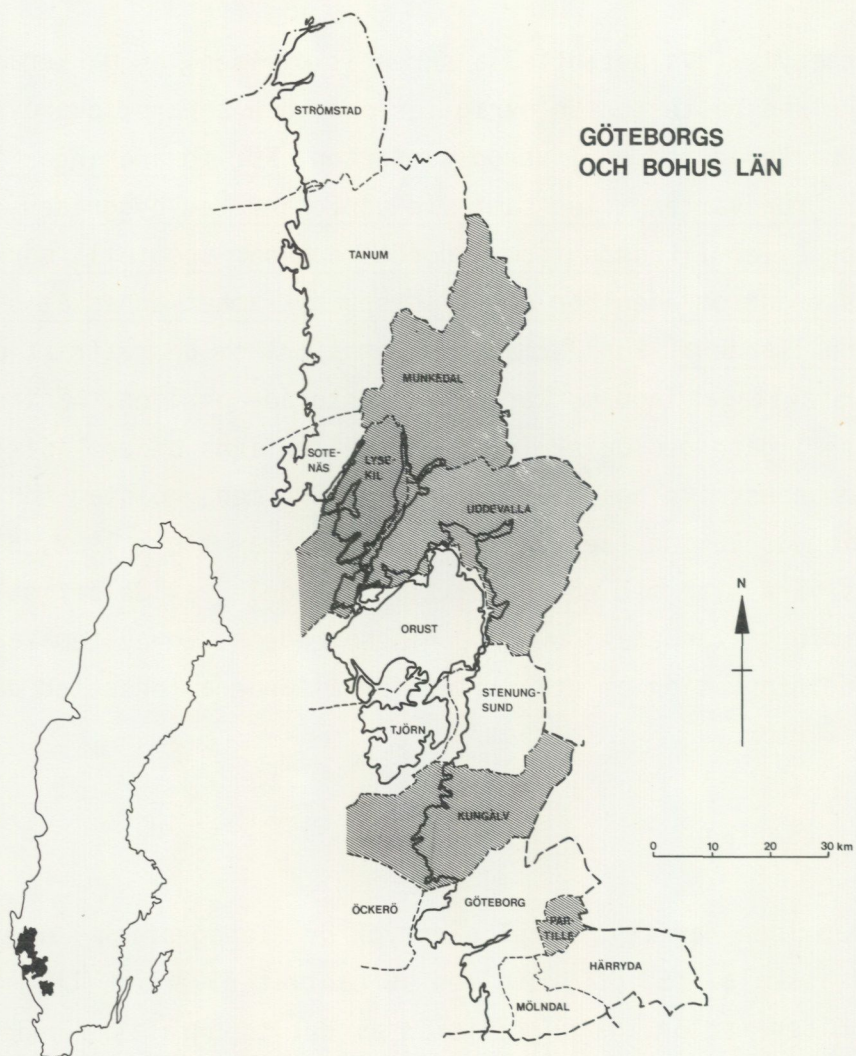 GÖTEBORGS
OCH BOHUS LÄN
STRÖMSTAD
TANUM
MUNKEDAL
SOTE-
NÄS
LYSE-
KIL
UDDEVALLA
ORUST
N
STENUNG-
SUND
TJÖRN
KUNGÄLV
0 10 20 30 km
ÖCKERÖ
GÖTEBORG
PAR-
TILLE
HÄRRYDA
MÖLNDAL